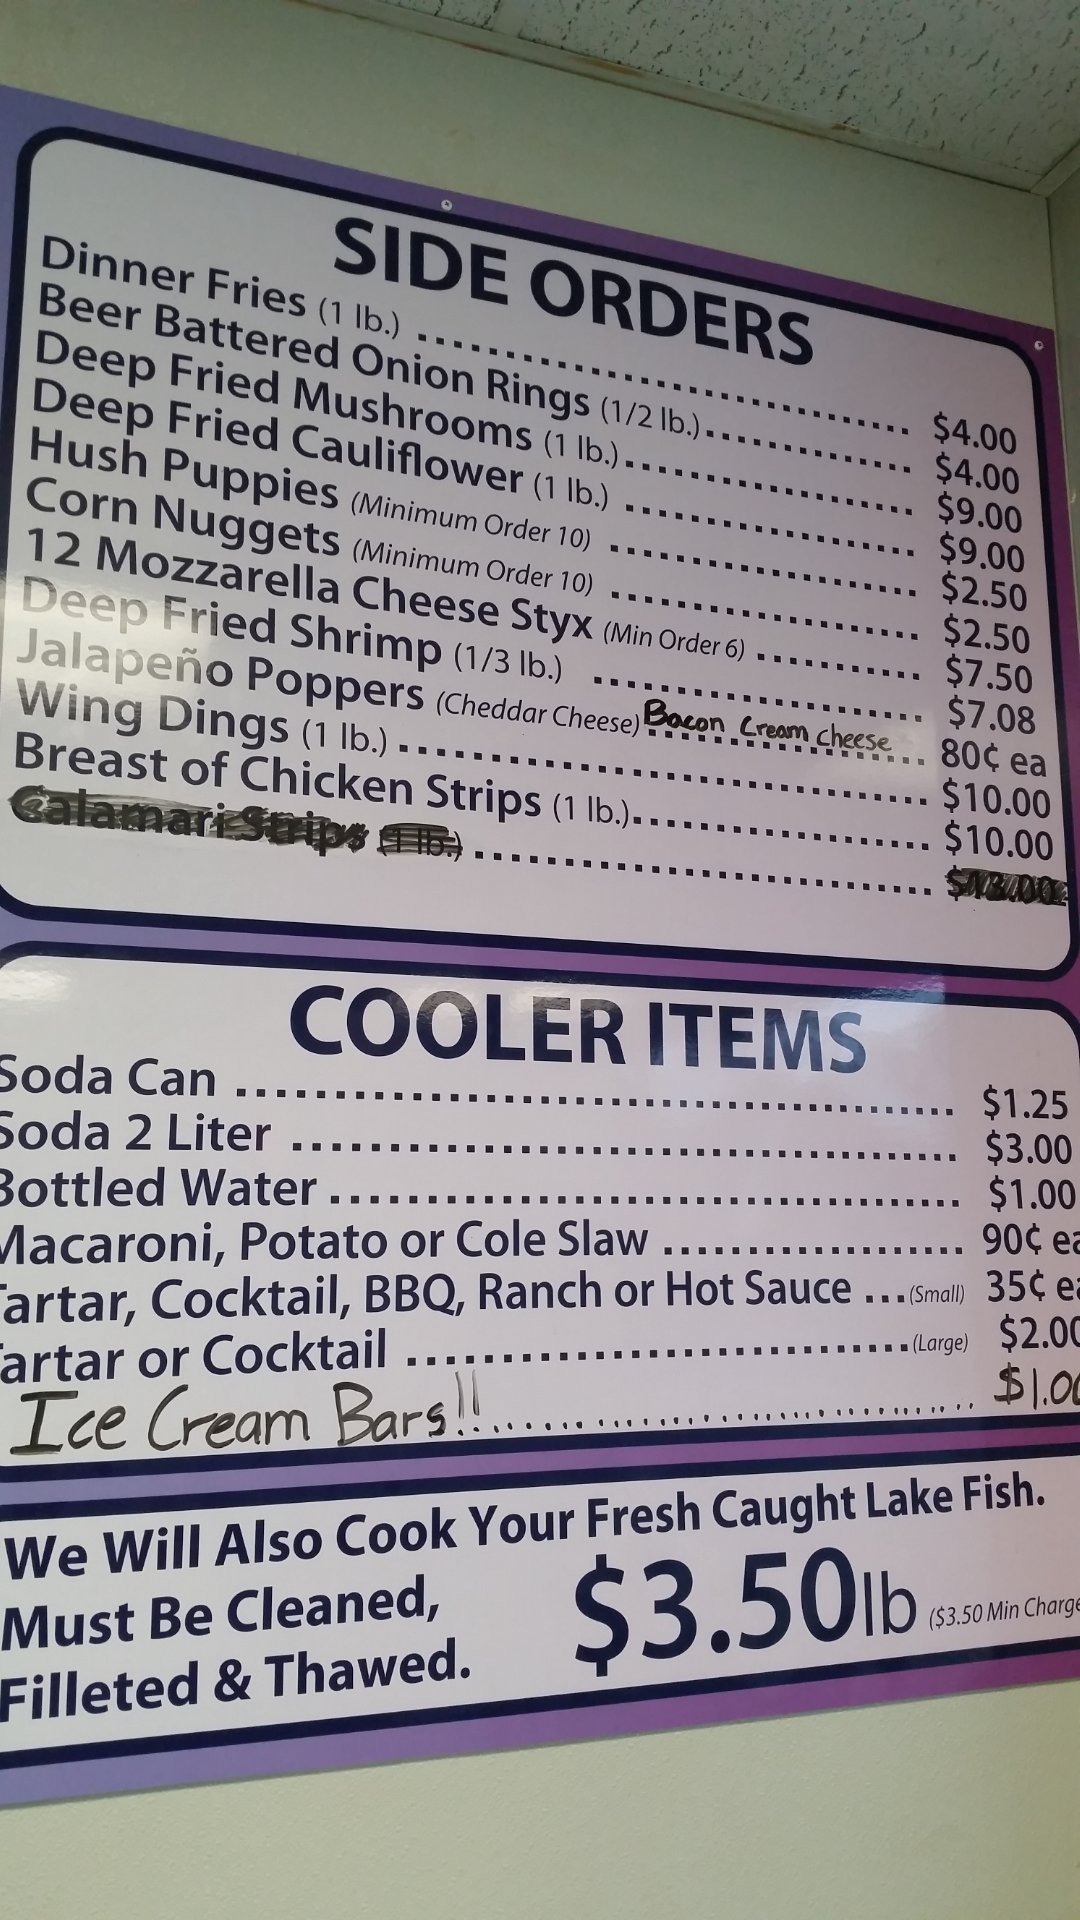 SIDE ORDERS
Dinner Fries (1 lb.) ........ $4.00
Beer Battered Onion Rings (1/2 lb.) ........ $4.00
Deep Fried Mushrooms (1 lb.) ........ $9.00
Deep Fried Cauliflower (1 lb.) ........ $9.00
Hush Puppies (Minimum Order 10) ........ $2.50
Corn Nuggets (Minimum Order 10) ........ $2.50
12 Mozzarella Cheese Styx (Min Order 6) ........ $7.50
Deep Fried Shrimp (1/3 lb.) ........ $7.08
Jalapeño Poppers (Cheddar Cheese) Bacon Cream cheese ........ 80¢ ea
Wing Dings (1 lb.) ........ $10.00
Breast of Chicken Strips (1 lb.) ........ $10.00
Calamari Strips (1 lb.) ........ $13.00
COOLER ITEMS
Soda Can ........ $1.25
Soda 2 Liter ........ $3.00
Bottled Water ........ $1.00
Macaroni, Potato or Cole Slaw ........ 90¢ ea
Tartar, Cocktail, BBQ, Ranch or Hot Sauce ...(Small) 35¢ ea
Tartar or Cocktail ........(Large) $2.00
Ice Cream Bars!! ........ $1.00
We Will Also Cook Your Fresh Caught Lake Fish.
Must Be Cleaned,
Filleted & Thawed.
$3.50lb ($3.50 Min Charge